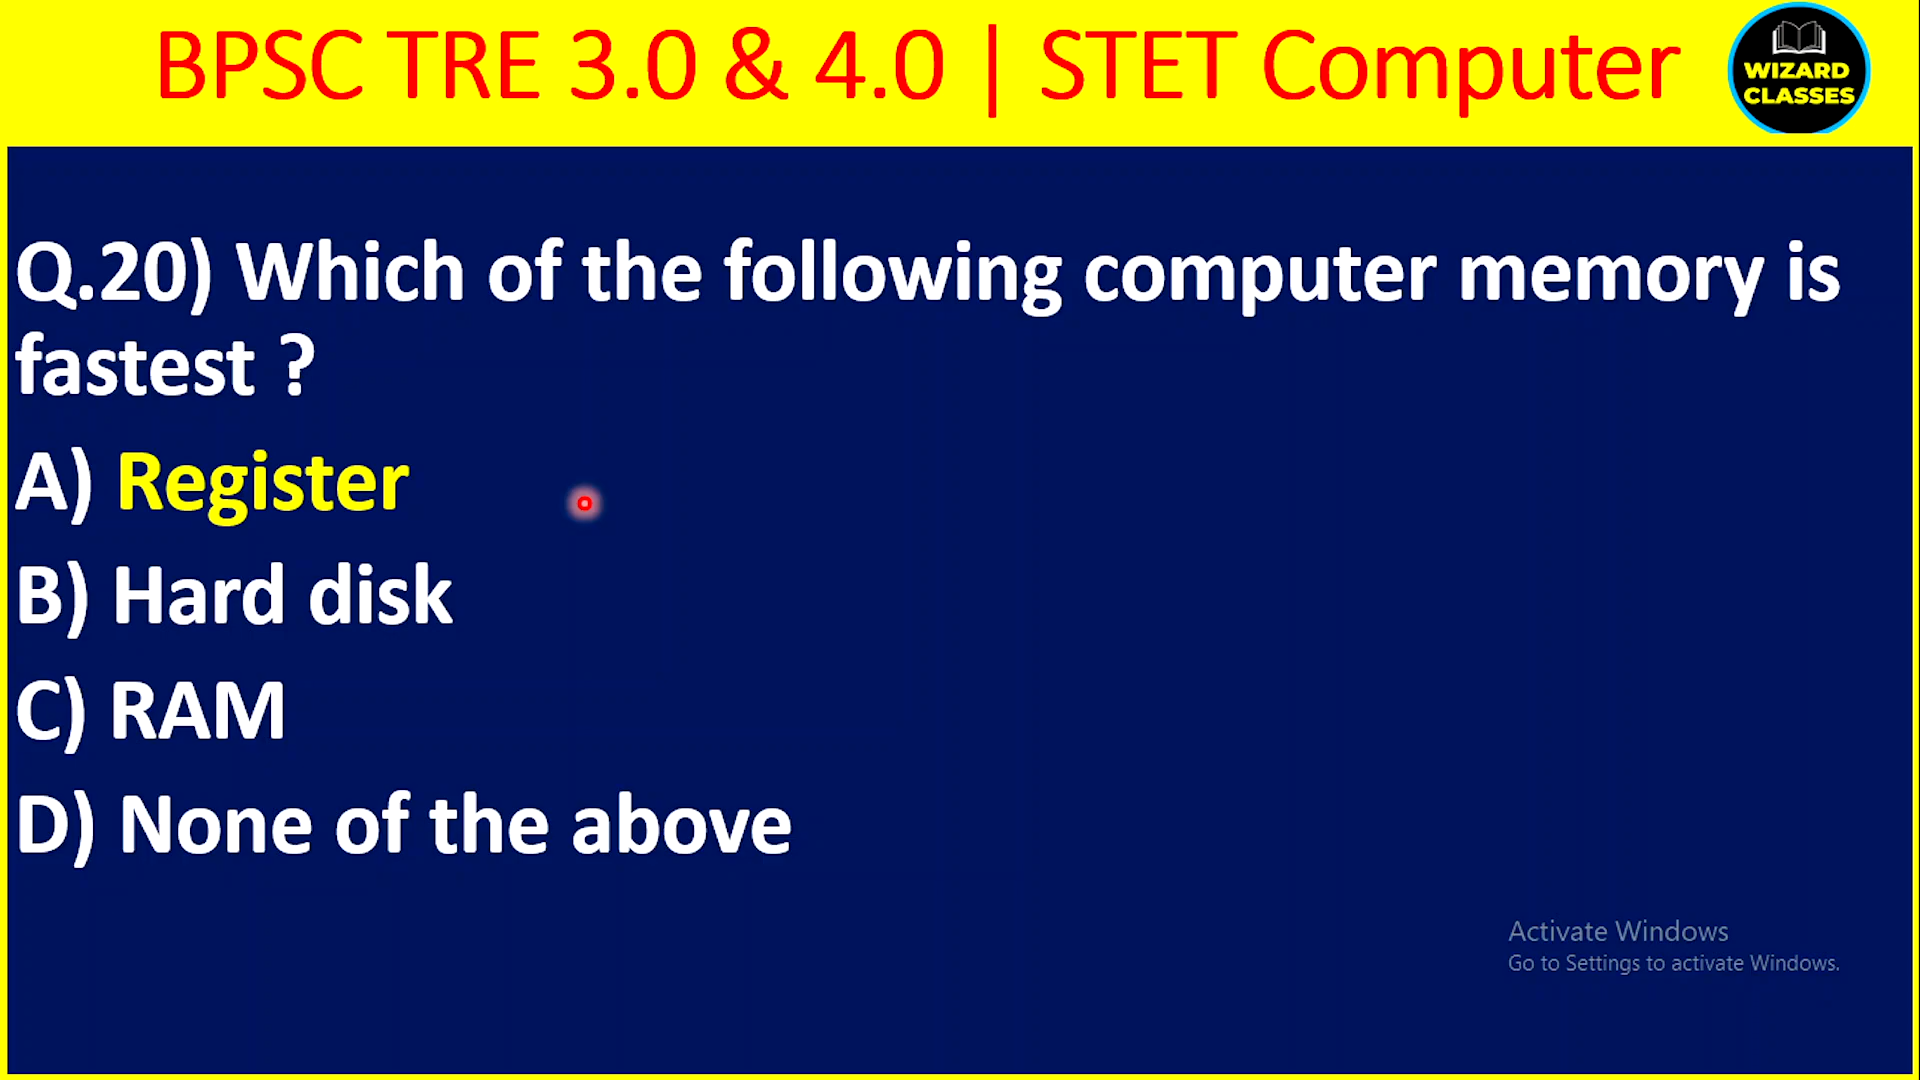 BPSC TRE 3.0 & 4.0 | STET Computer
WIZARD
CLASSES
Q.20) Which of the following computer memory is
fastest ?
A) Register
B) Hard disk
C) RAM
D) None of the above
Activate Windows
Go to Settings to activate Windows.